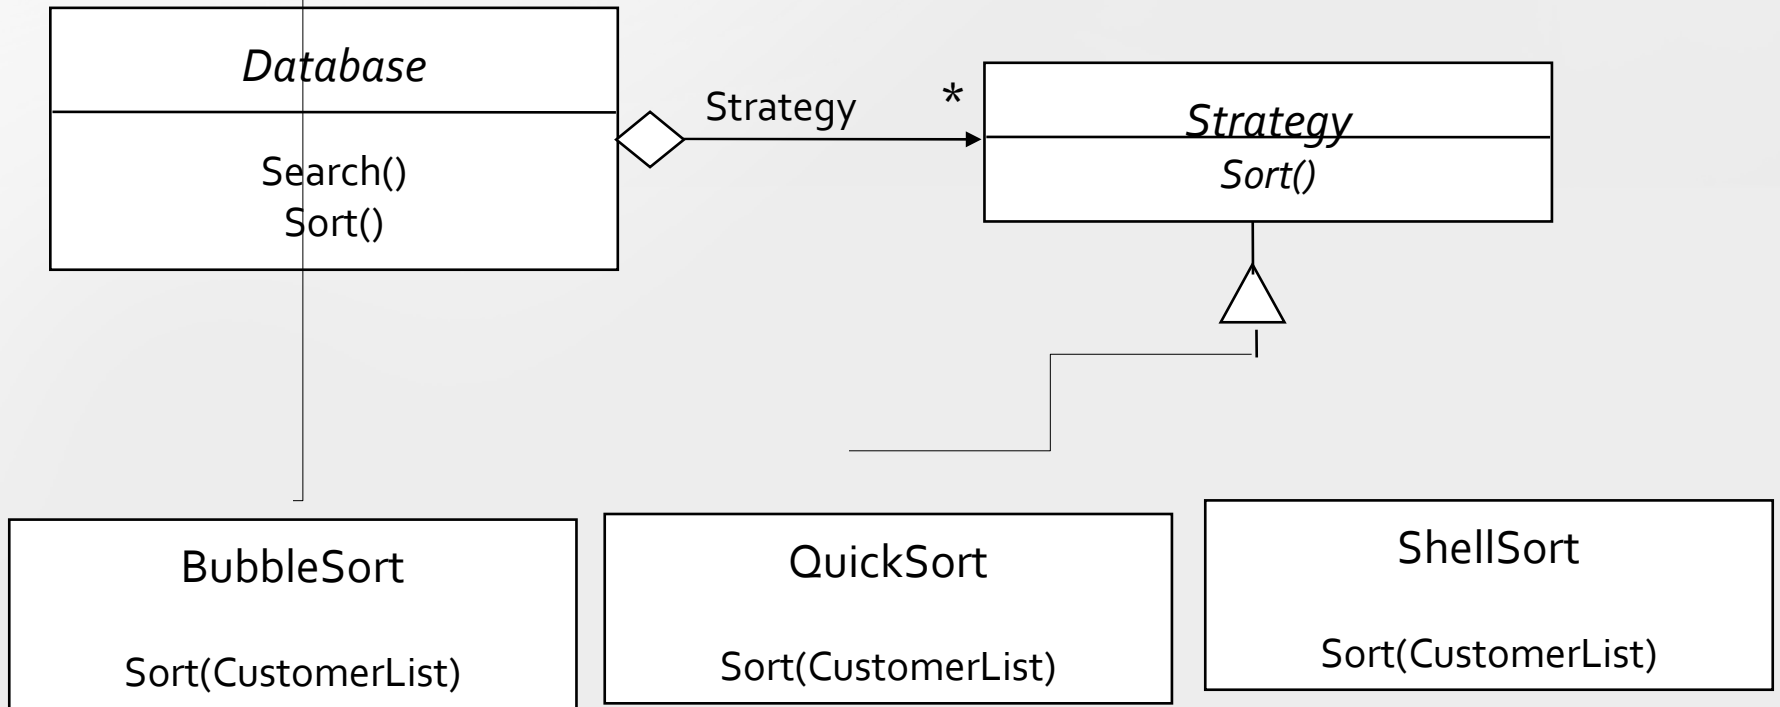 Database
Search()
Sort()
Strategy
*
Strategy
Sort()
BubbleSort
Sort(CustomerList)
QuickSort
Sort(CustomerList)
ShellSort
Sort(CustomerList)